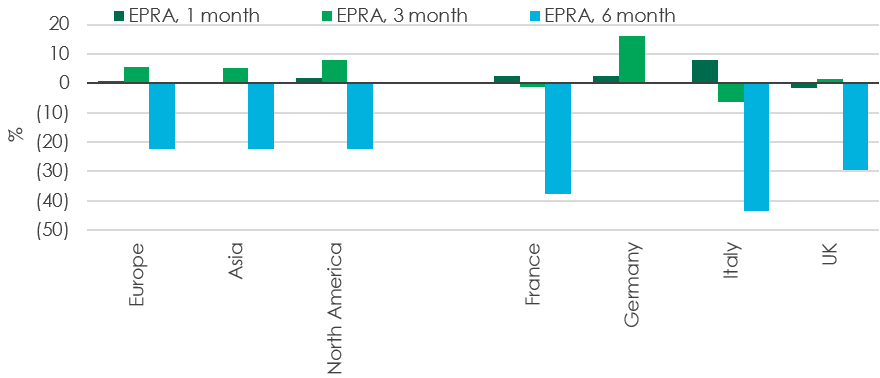 EPRA, 1 month EPRA, 3 month EPRA, 6 month
20
10
0
(10)
(20)
(30)
(40)
(50)
%
Europe
Asia
North America
France
Germany
Italy
UK